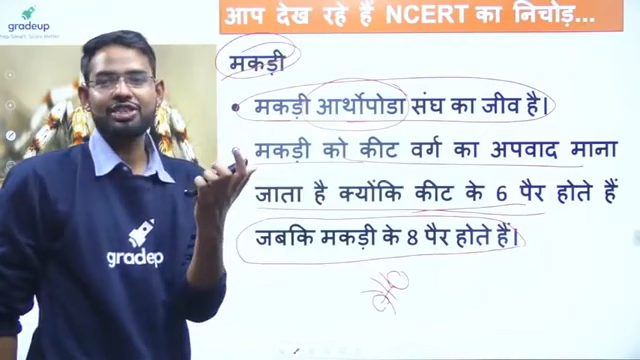 gradeup
आप देख रहे हैं NCERT का निचोड़...
मकड़ी
मकड़ी आर्थोपोडा संघ का जीव है।
मकड़ी को कीट वर्ग का अपवाद माना
जाता है क्योंकि कीट के 6 पैर होते हैं
जबकि मकड़ी के 8 पैर होते हैं।
gradeup